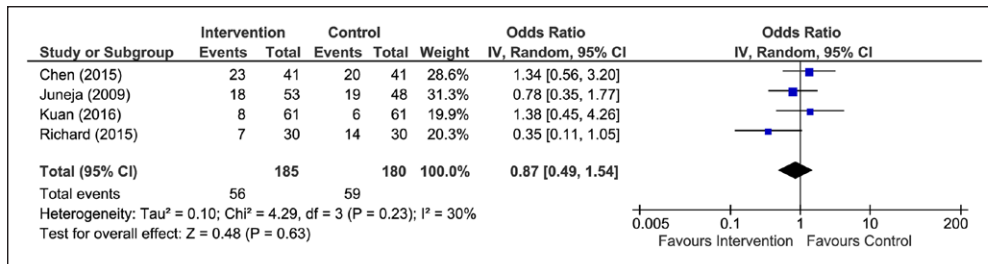 Intervention Control Odds Ratio Odds Ratio
Study or Subgroup Events Total Events Total Weight IV, Random, 95% CI IV, Random, 95% CI
Chen (2015) 23 41 20 41 28.6% 1.34 [0.56, 3.20]
Juneja (2009) 18 53 19 48 31.3% 0.78 [0.35, 1.77]
Kuan (2016) 8 61 6 61 19.9% 1.38 [0.45, 4.26]
Richard (2015) 7 30 14 30 20.3% 0.35 [0.11, 1.05]
Total (95% CI) 185 180 100.0% 0.87 [0.49, 1.54]
Total events 56 59
Heterogeneity: Tau² = 0.10; Chi² = 4.29, df = 3 (P = 0.23); I² = 30%
Test for overall effect: Z = 0.48 (P = 0.63)
0.005 0.1 1 10 200
Favours Intervention Favours Control